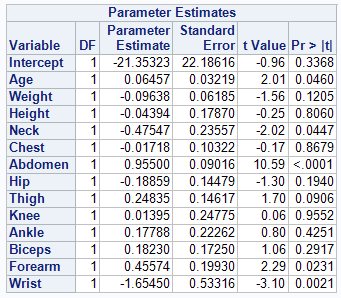 Parameter Estimates
Variable DF Parameter Estimate Standard Error t Value Pr > |t|
Intercept 1 -21.35323 22.18616 -0.96 0.3368
Age 1 0.06457 0.03219 2.01 0.0460
Weight 1 -0.09638 0.06185 -1.56 0.1205
Height 1 -0.04394 0.17870 -0.25 0.8060
Neck 1 -0.47547 0.23557 -2.02 0.0447
Chest 1 -0.01718 0.10322 -0.17 0.8679
Abdomen 1 0.95500 0.09016 10.59 <.0001
Hip 1 -0.18859 0.14479 -1.30 0.1940
Thigh 1 0.24835 0.14617 1.70 0.0906
Knee 1 0.01395 0.24775 0.06 0.9552
Ankle 1 0.17788 0.22262 0.80 0.4251
Biceps 1 0.18230 0.17250 1.06 0.2917
Forearm 1 0.45574 0.19930 2.29 0.0231
Wrist 1 -1.65450 0.53316 -3.10 0.0021